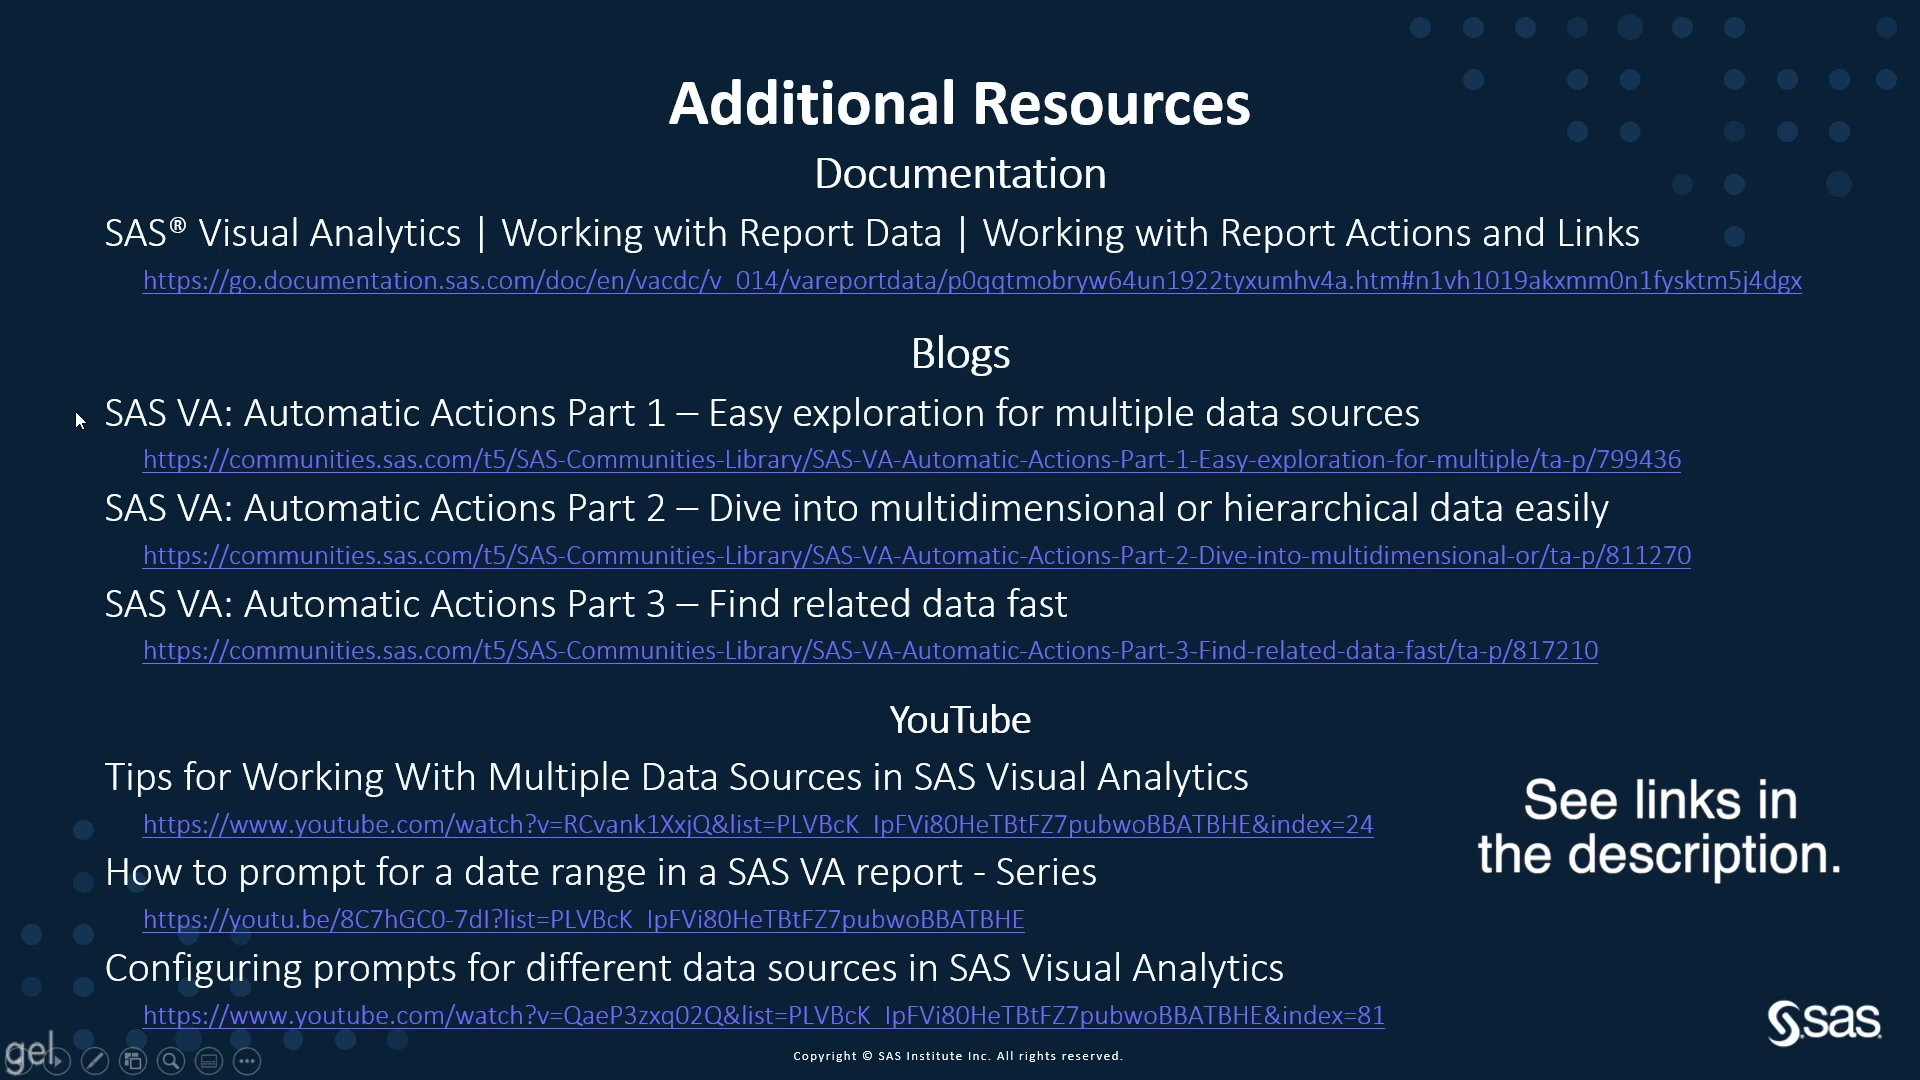 Additional Resources
Documentation
SAS® Visual Analytics | Working with Report Data | Working with Report Actions and Links
https://go.documentation.sas.com/doc/en/vacdc/v_014/vareportdata/p0qqtmobryw64un1922tyxumhv4a.htm#n1vh1019akxmm0n1fysktm5j4dgx
Blogs
SAS VA: Automatic Actions Part 1 – Easy exploration for multiple data sources
https://communities.sas.com/t5/SAS-Communities-Library/SAS-VA-Automatic-Actions-Part-1-Easy-exploration-for-multiple/ta-p/799436
SAS VA: Automatic Actions Part 2 – Dive into multidimensional or hierarchical data easily
https://communities.sas.com/t5/SAS-Communities-Library/SAS-VA-Automatic-Actions-Part-2-Dive-into-multidimensional-or/ta-p/811270
SAS VA: Automatic Actions Part 3 – Find related data fast
https://communities.sas.com/t5/SAS-Communities-Library/SAS-VA-Automatic-Actions-Part-3-Find-related-data-fast/ta-p/817210
YouTube
Tips for Working With Multiple Data Sources in SAS Visual Analytics
https://www.youtube.com/watch?v=RCvank1XxjQ&list=PLVBcK_IpFVi80HeTBtFZ7pubwoBBATBHE&index=24
How to prompt for a date range in a SAS VA report - Series
https://youtu.be/8C7hGC0-7dI?list=PLVBcK_IpFVi80HeTBtFZ7pubwoBBATBHE
Configuring prompts for different data sources in SAS Visual Analytics
https://www.youtube.com/watch?v=QaeP3zxq02Q&list=PLVBcK_IpFVi80HeTBtFZ7pubwoBBATBHE&index=81
See links in
the description.
sas
gel
Copyright © SAS Institute Inc. All rights reserved.